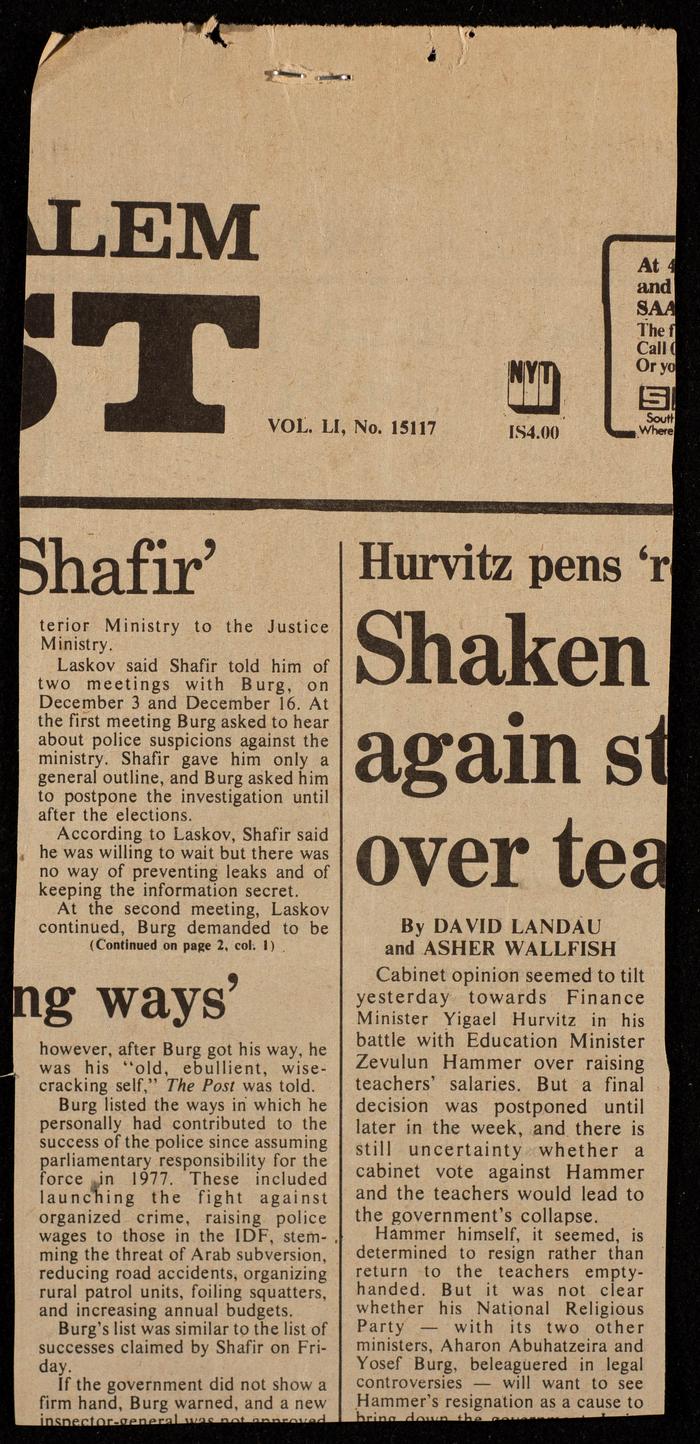 ALEM
ST
VOL. LI, No. 15117
NYT
IS4.00
At 4
and
SAA
The f
Call
Or yo
South
Where
Shafir’
terior Ministry to the Justice
Ministry.
Laskov said Shafir told him of
two meetings with Burg, on
December 3 and December 16. At
the first meeting Burg asked to hear
about police suspicions against the
ministry. Shafir gave him only a
general outline, and Burg asked him
to postpone the investigation until
after the elections.
According to Laskov, Shafir said
he was willing to wait but there was
no way of preventing leaks and of
keeping the information secret.
At the second meeting, Laskov
continued, Burg demanded to be
(Continued on page 2, col. 1)
ng ways’
however, after Burg got his way, he
was his “old, ebullient, wise-
cracking self,” The Post was told.
Burg listed the ways in which he
personally had contributed to the
success of the police since assuming
parliamentary responsibility for the
force in 1977. These included
launching the fight against
organized crime, raising police
wages to those in the IDF, stem-
ming the threat of Arab subversion,
reducing road accidents, organizing
rural patrol units, foiling squatters,
and increasing annual budgets.
Burg’s list was similar to the list of
successes claimed by Shafir on Fri-
day.
If the government did not show a
firm hand, Burg warned, and a new
inspector-general was not approved
Hurvitz pens ‘r
Shaken
again st
over tea
By DAVID LANDAU
and ASHER WALLFISH
Cabinet opinion seemed to tilt
yesterday towards Finance
Minister Yigael Hurvitz in his
battle with Education Minister
Zevulun Hammer over raising
teachers’ salaries. But a final
decision was postponed until
later in the week, and there is
still uncertainty whether a
cabinet vote against Hammer
and the teachers would lead to
the government’s collapse.
Hammer himself, it seemed, is
determined to resign rather than
return to the teachers empty-
handed. But it was not clear
whether his National Religious
Party — with its two other
ministers, Aharon Abuhatzeira and
Yosef Burg, beleaguered in legal
controversies — will want to see
Hammer’s resignation as a cause to
bring down the government